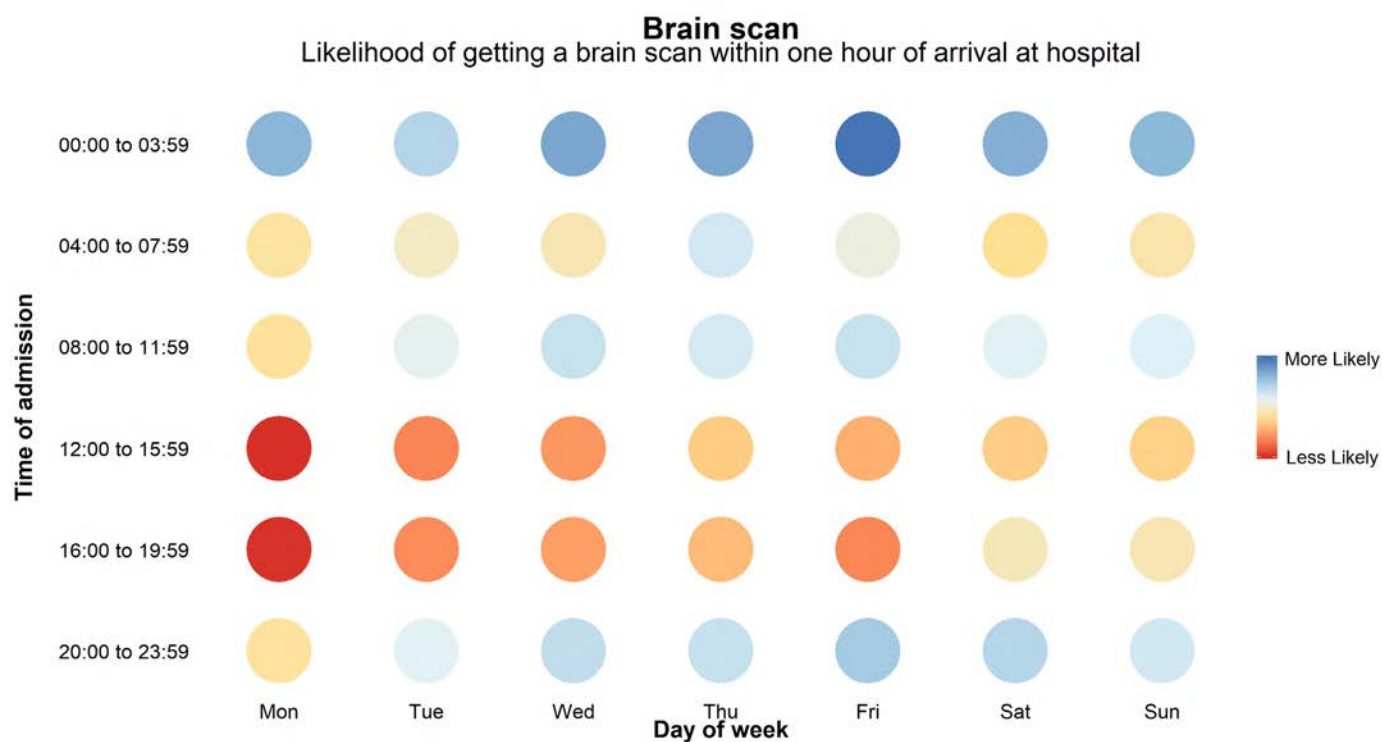 Brain scan
Likelihood of getting a brain scan within one hour of arrival at hospital
Time of admission
00:00 to 03:59
04:00 to 07:59
08:00 to 11:59
12:00 to 15:59
16:00 to 19:59
20:00 to 23:59
More Likely
Less Likely
Mon Tue Wed Thu Fri Sat Sun
Day of week